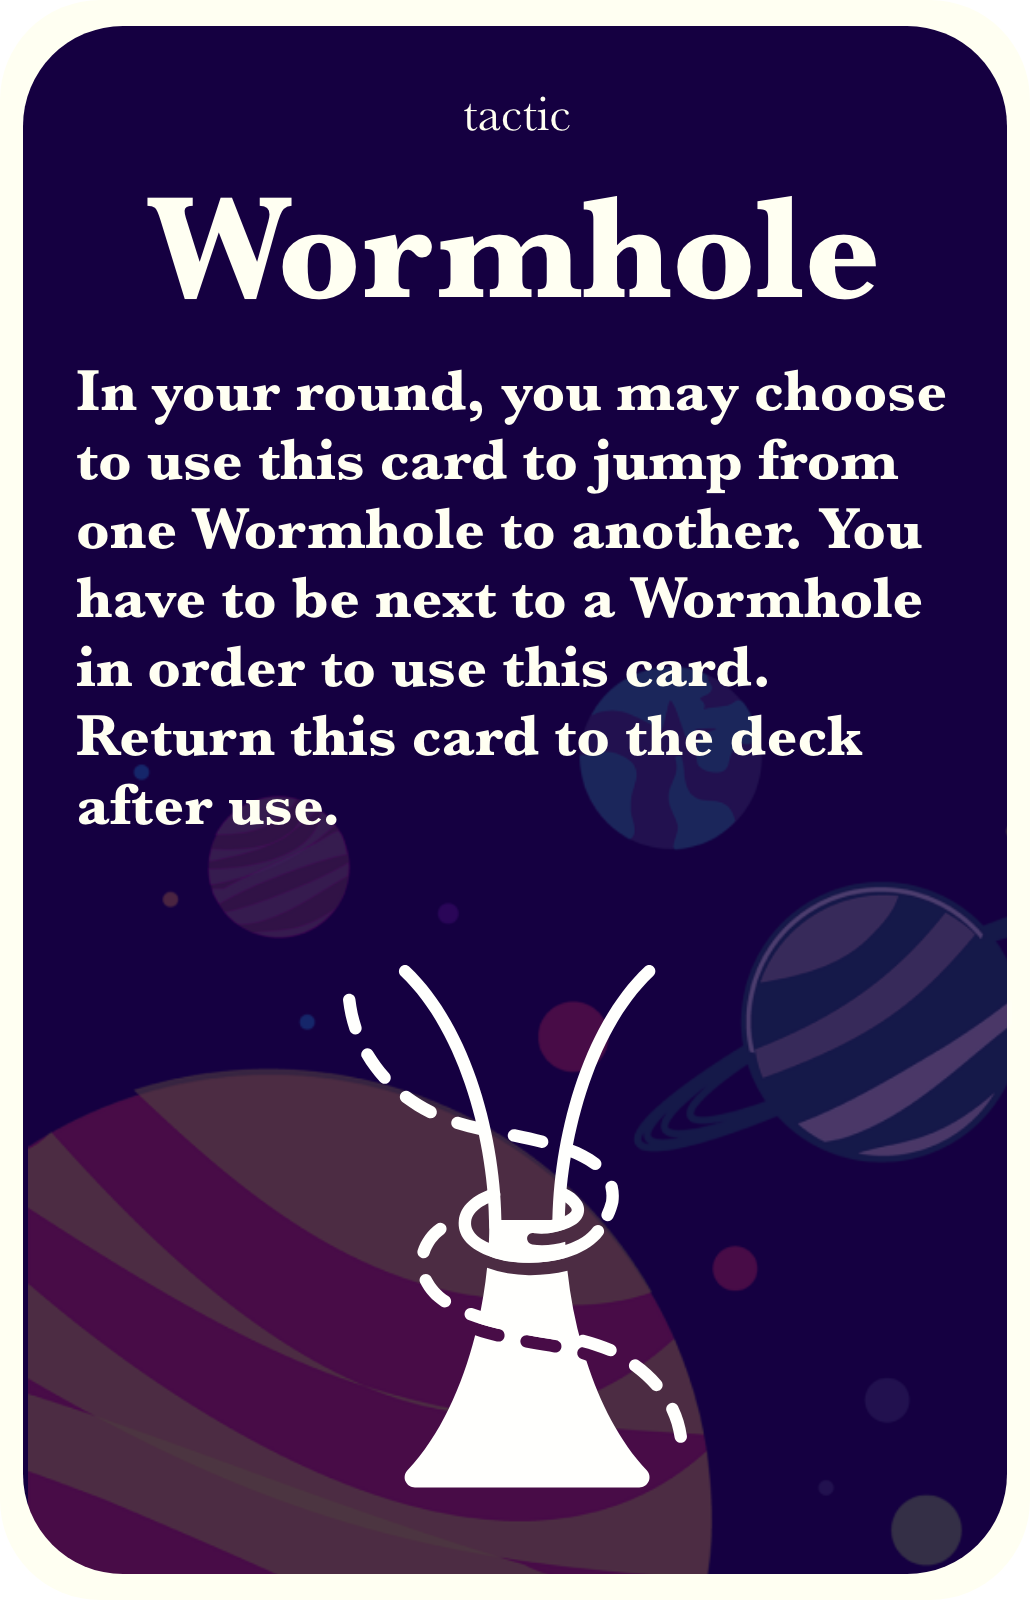 tactic
Wormhole
In your round, you may choose
to use this card to jump from
one Wormhole to another. You
have to be next to a Wormhole
in order to use this card.
Return this card to the deck
after use.